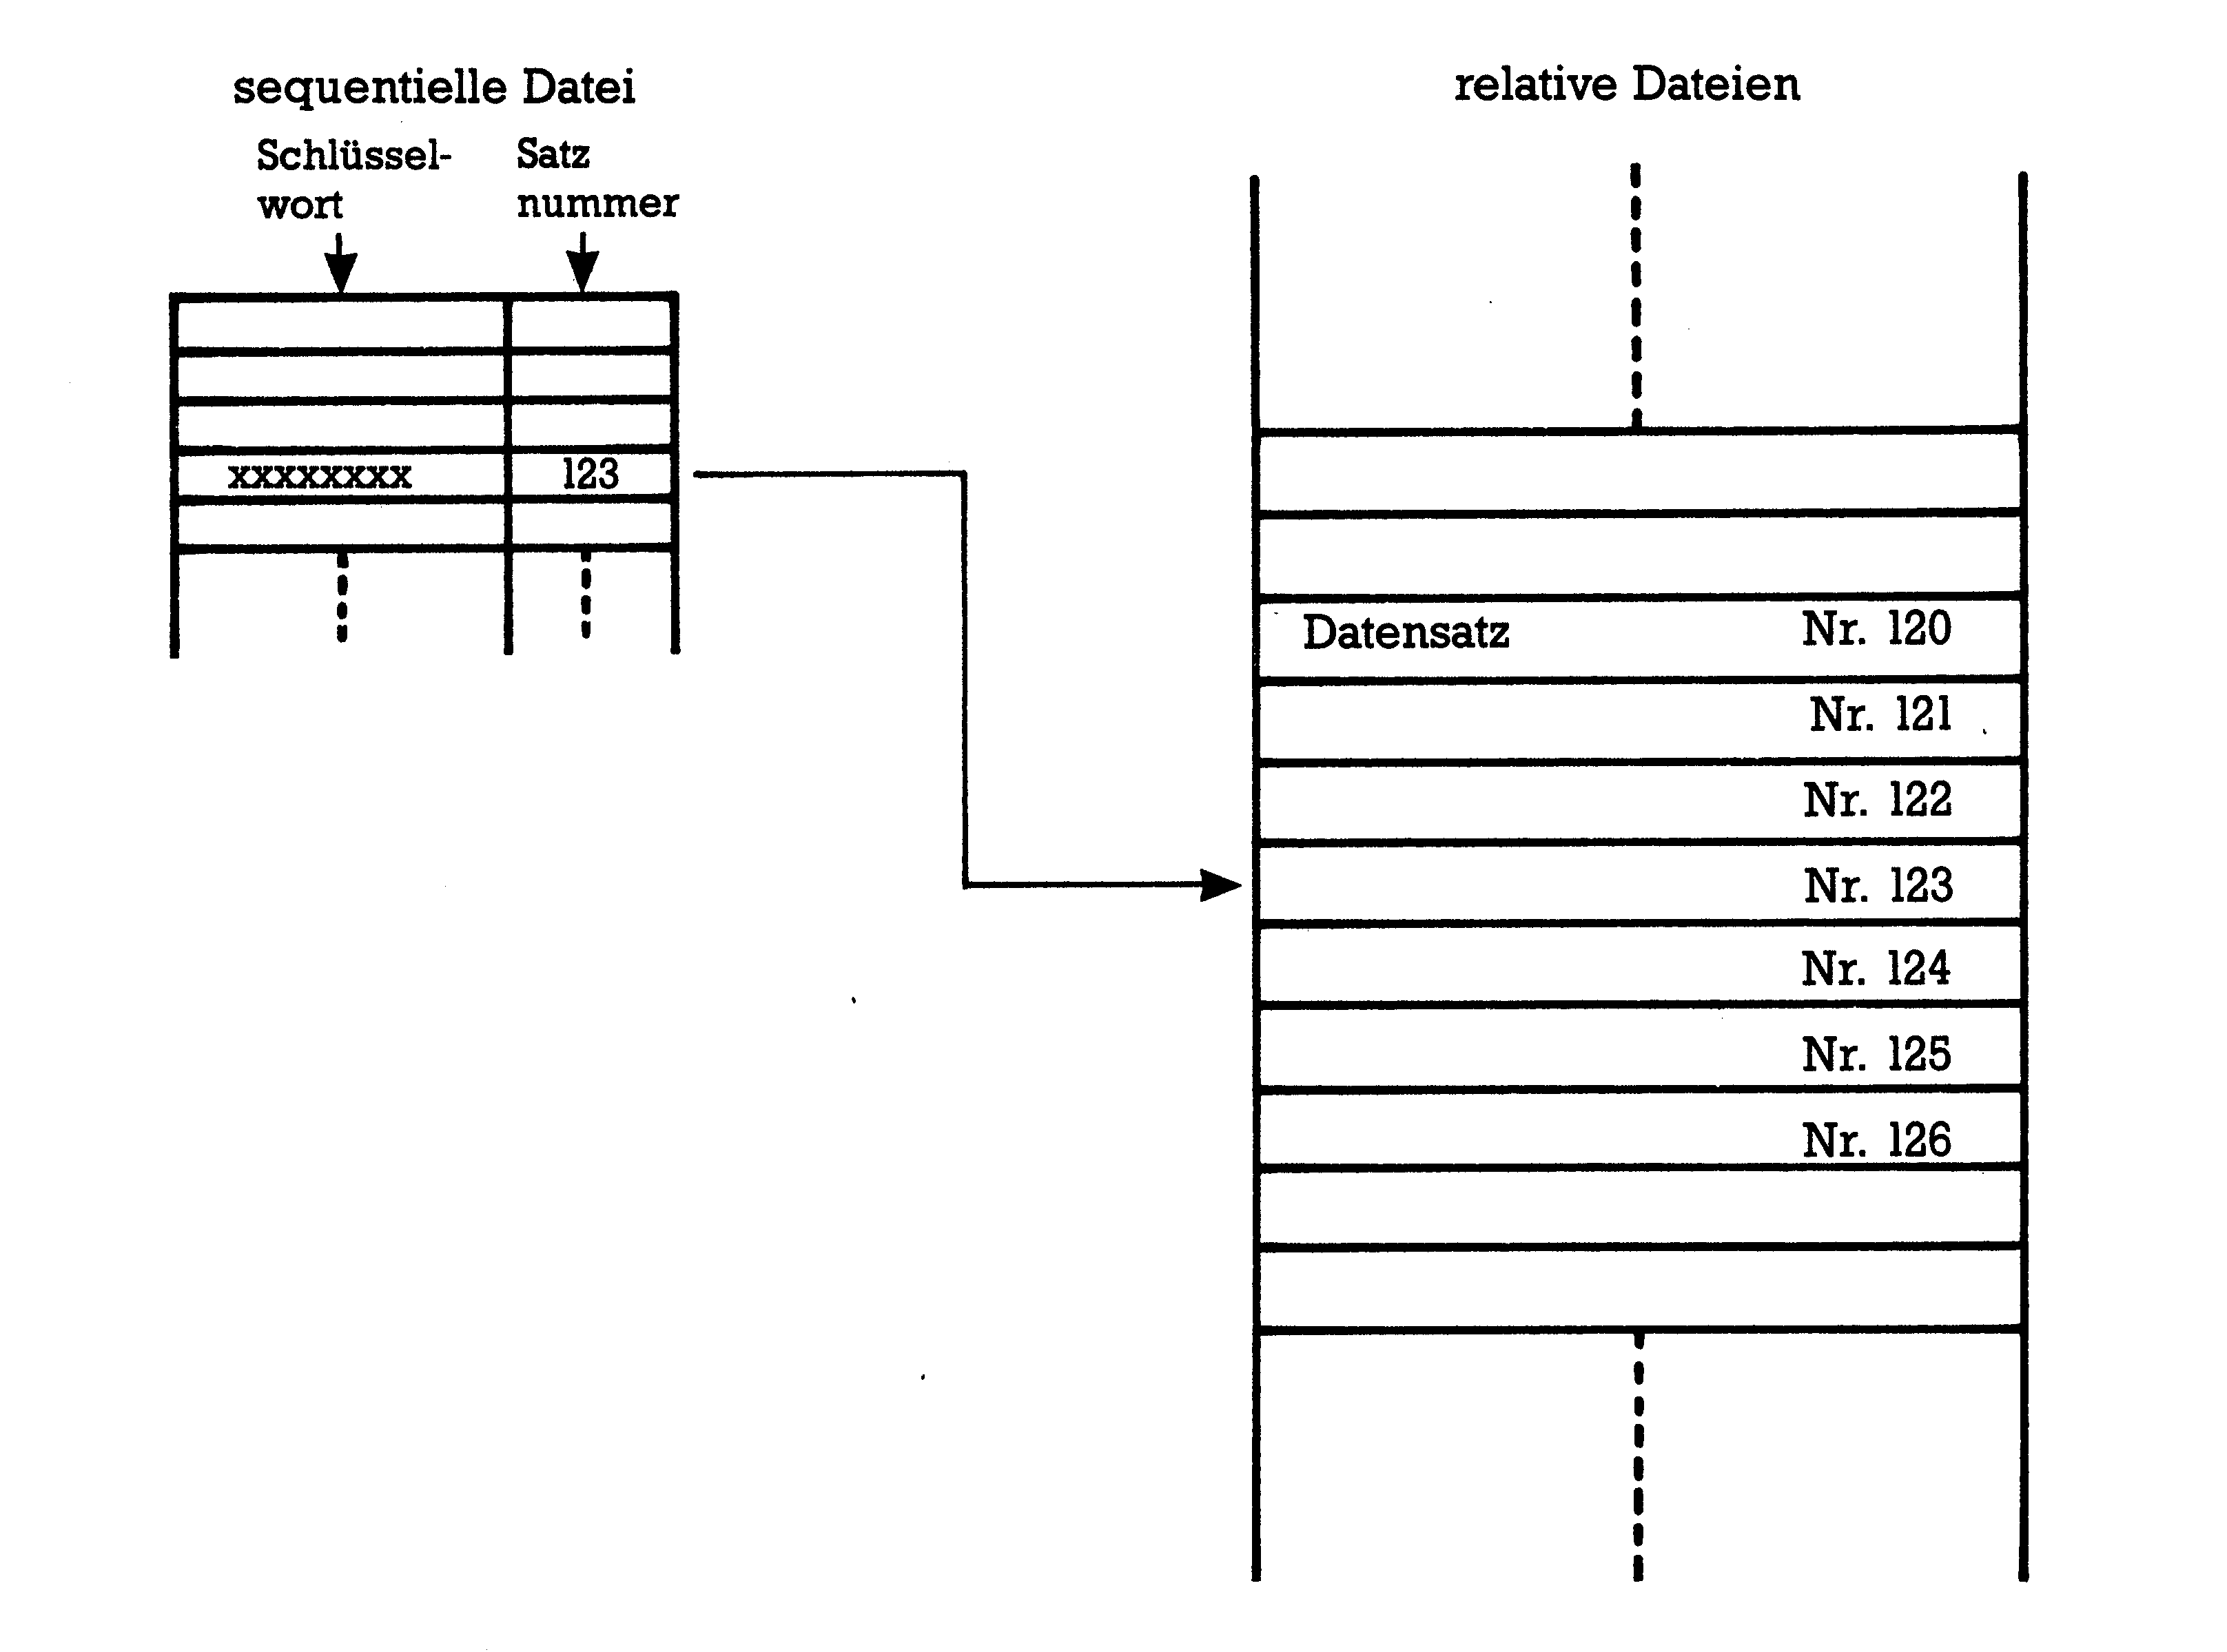 sequentielle Datei
Schlüssel-
wort
Satz
nummer
xxxxxxxx 123
relative Dateien
Datensatz Nr. 120
Nr. 121
Nr. 122
Nr. 123
Nr. 124
Nr. 125
Nr. 126